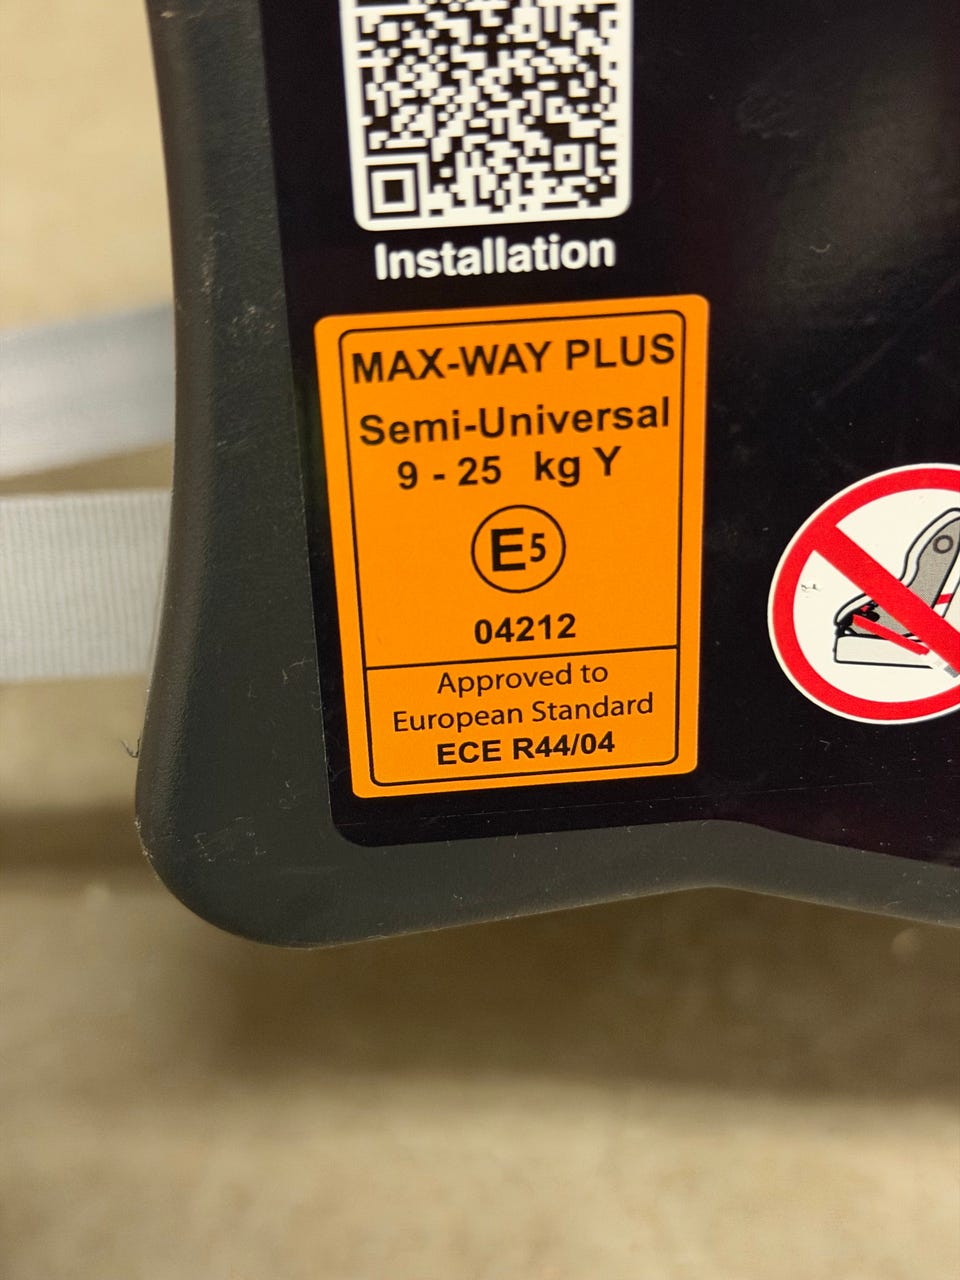 Installation
MAX-WAY PLUS
Semi-Universal
9 - 25 kg Y
E5
04212
Approved to
European Standard
ECE R44/04